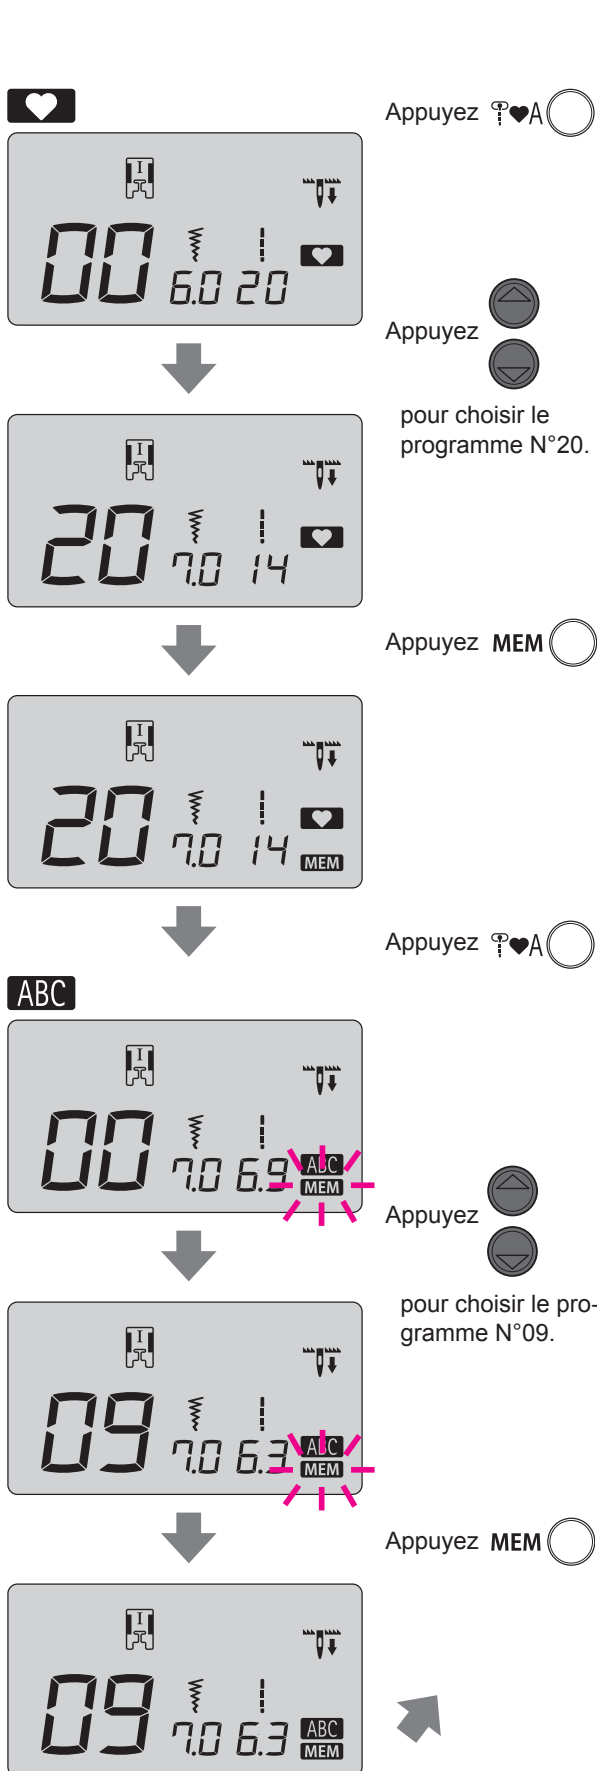 Appuyez A
I
00 6.0 20
Appuyez
pour choisir le
programme N°20.
I
20 7.0 14
Appuyez MEM
I
20 7.0 14 MEM
Appuyez A
ABC
I
00 7.0 6.9 ABC
MEM
Appuyez
pour choisir le pro-
gramme N°09.
I
09 7.0 6.3 ABC
MEM
Appuyez MEM
I
09 7.0 6.3 ABC
MEM